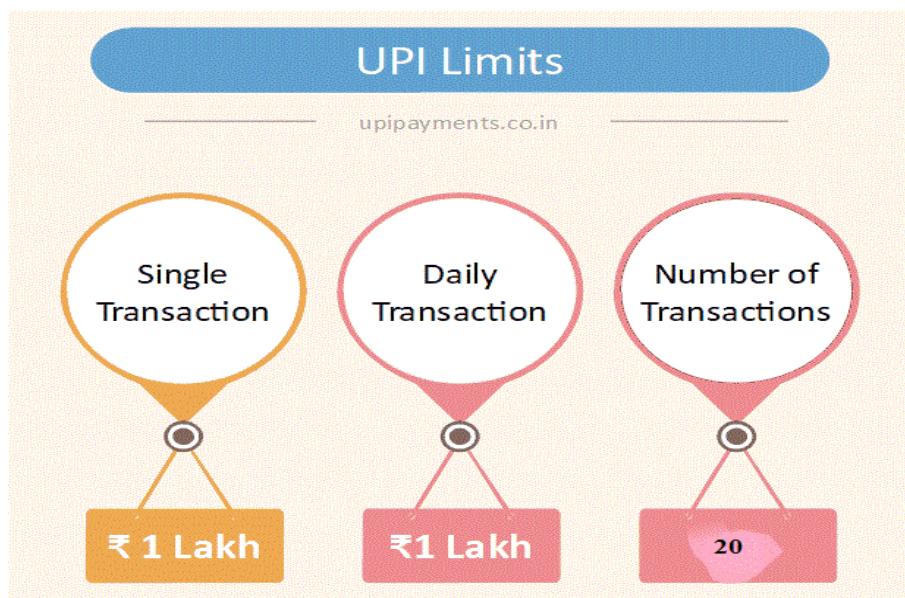 UPI Limits
upipayments.co.in
Single
Transaction
Daily
Transaction
Number of
Transactions
₹ 1 Lakh
₹1 Lakh
20